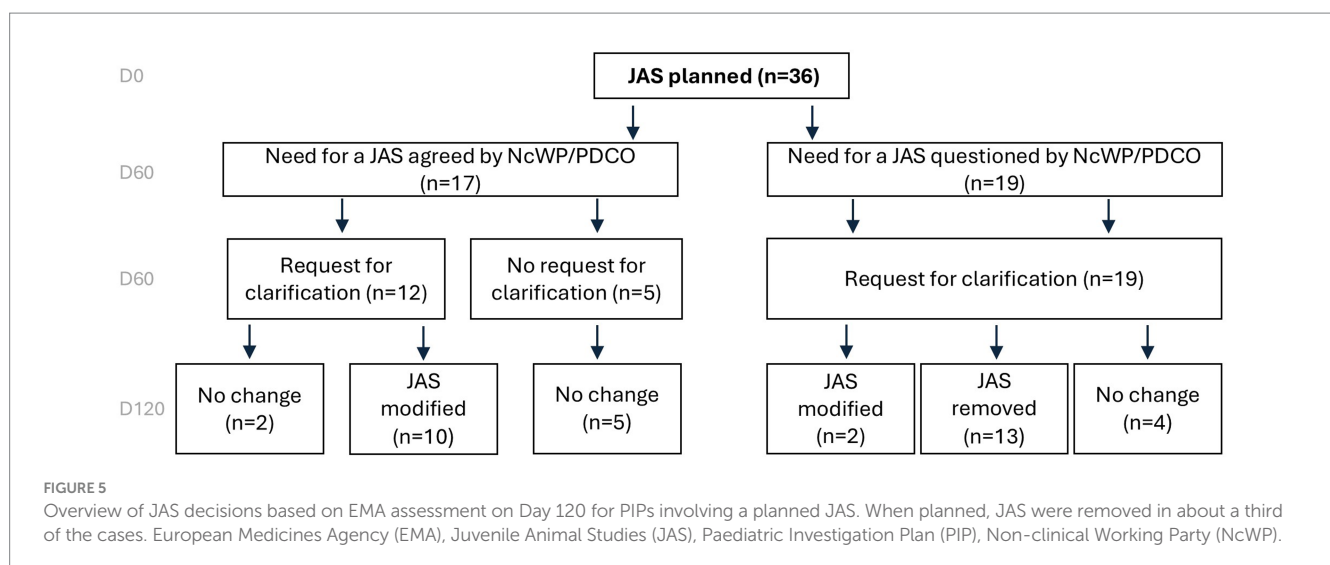 D0
JAS planned (n=36)
D60
Need for a JAS agreed by NcWP/PDCO
(n=17)
Need for a JAS questioned by NcWP/PDCO
(n=19)
D60
Request for
clarification (n=12)
No request for
clarification (n=5)
Request for clarification (n=19)
D120
No change
(n=2)
JAS
modified
(n=10)
No change
(n=5)
JAS
modified
(n=2)
JAS
removed
(n=13)
No change
(n=4)
FIGURE 5
Overview of JAS decisions based on EMA assessment on Day 120 for PIPs involving a planned JAS. When planned, JAS were removed in about a third
of the cases. European Medicines Agency (EMA), Juvenile Animal Studies (JAS), Paediatric Investigation Plan (PIP), Non-clinical Working Party (NcWP).